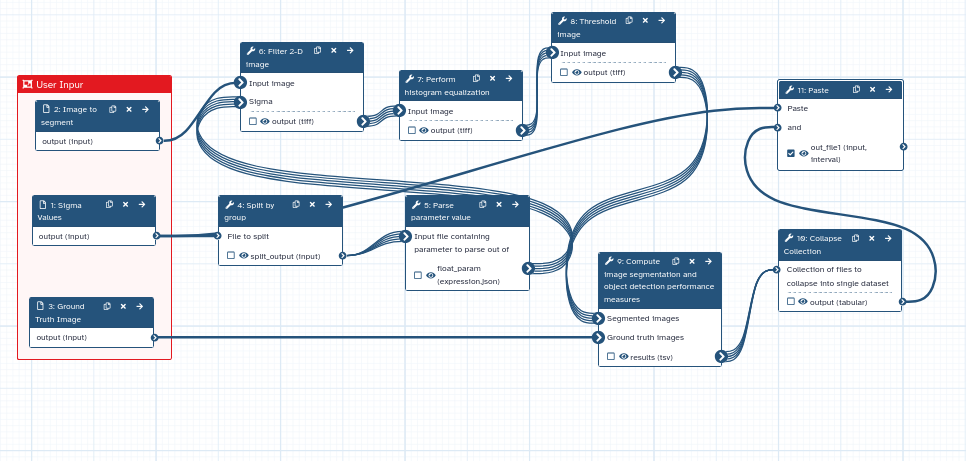 User Input
2: Image to
segment
output (input)
1: Sigma
Values
output (input)
3: Ground
Truth Image
output (input)
6: Filter 2-D
image
Input image
Sigma
output (tiff)
4: Split by
group
File to split
split_output (input)
7: Perform
histogram equalization
Input image
output (tiff)
5: Parse
parameter value
Input file containing
parameter to parse out of
float_param
(expression.json)
8: Threshold
image
Input image
output (tiff)
9: Compute
image segmentation and
object detection performance
measures
Segmented images
Ground truth images
results (tsv)
11: Paste
Paste
and
out_file1 (input,
interval)
10: Collapse
Collection
Collection of files to
collapse into single dataset
output (tabular)